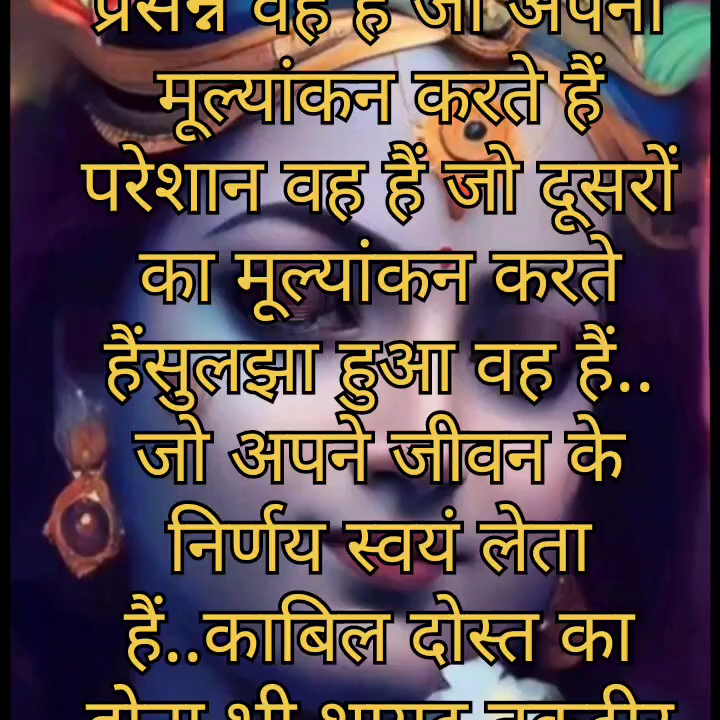 प्रसन्न वह हैं जो अपना
मूल्यांकन करते हैं
परेशान वह हैं जो दूसरों
का मूल्यांकन करते
हैंसुलझा हुआ वह हैं..
जो अपने जीवन के
निर्णय स्वयं लेता
हैं..काबिल दोस्त का